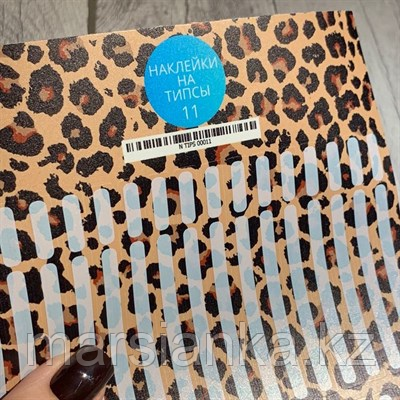 НАКЛЕЙКИ
НА
ТИПСЫ
11
N TIPS 00011
marsianka.kz